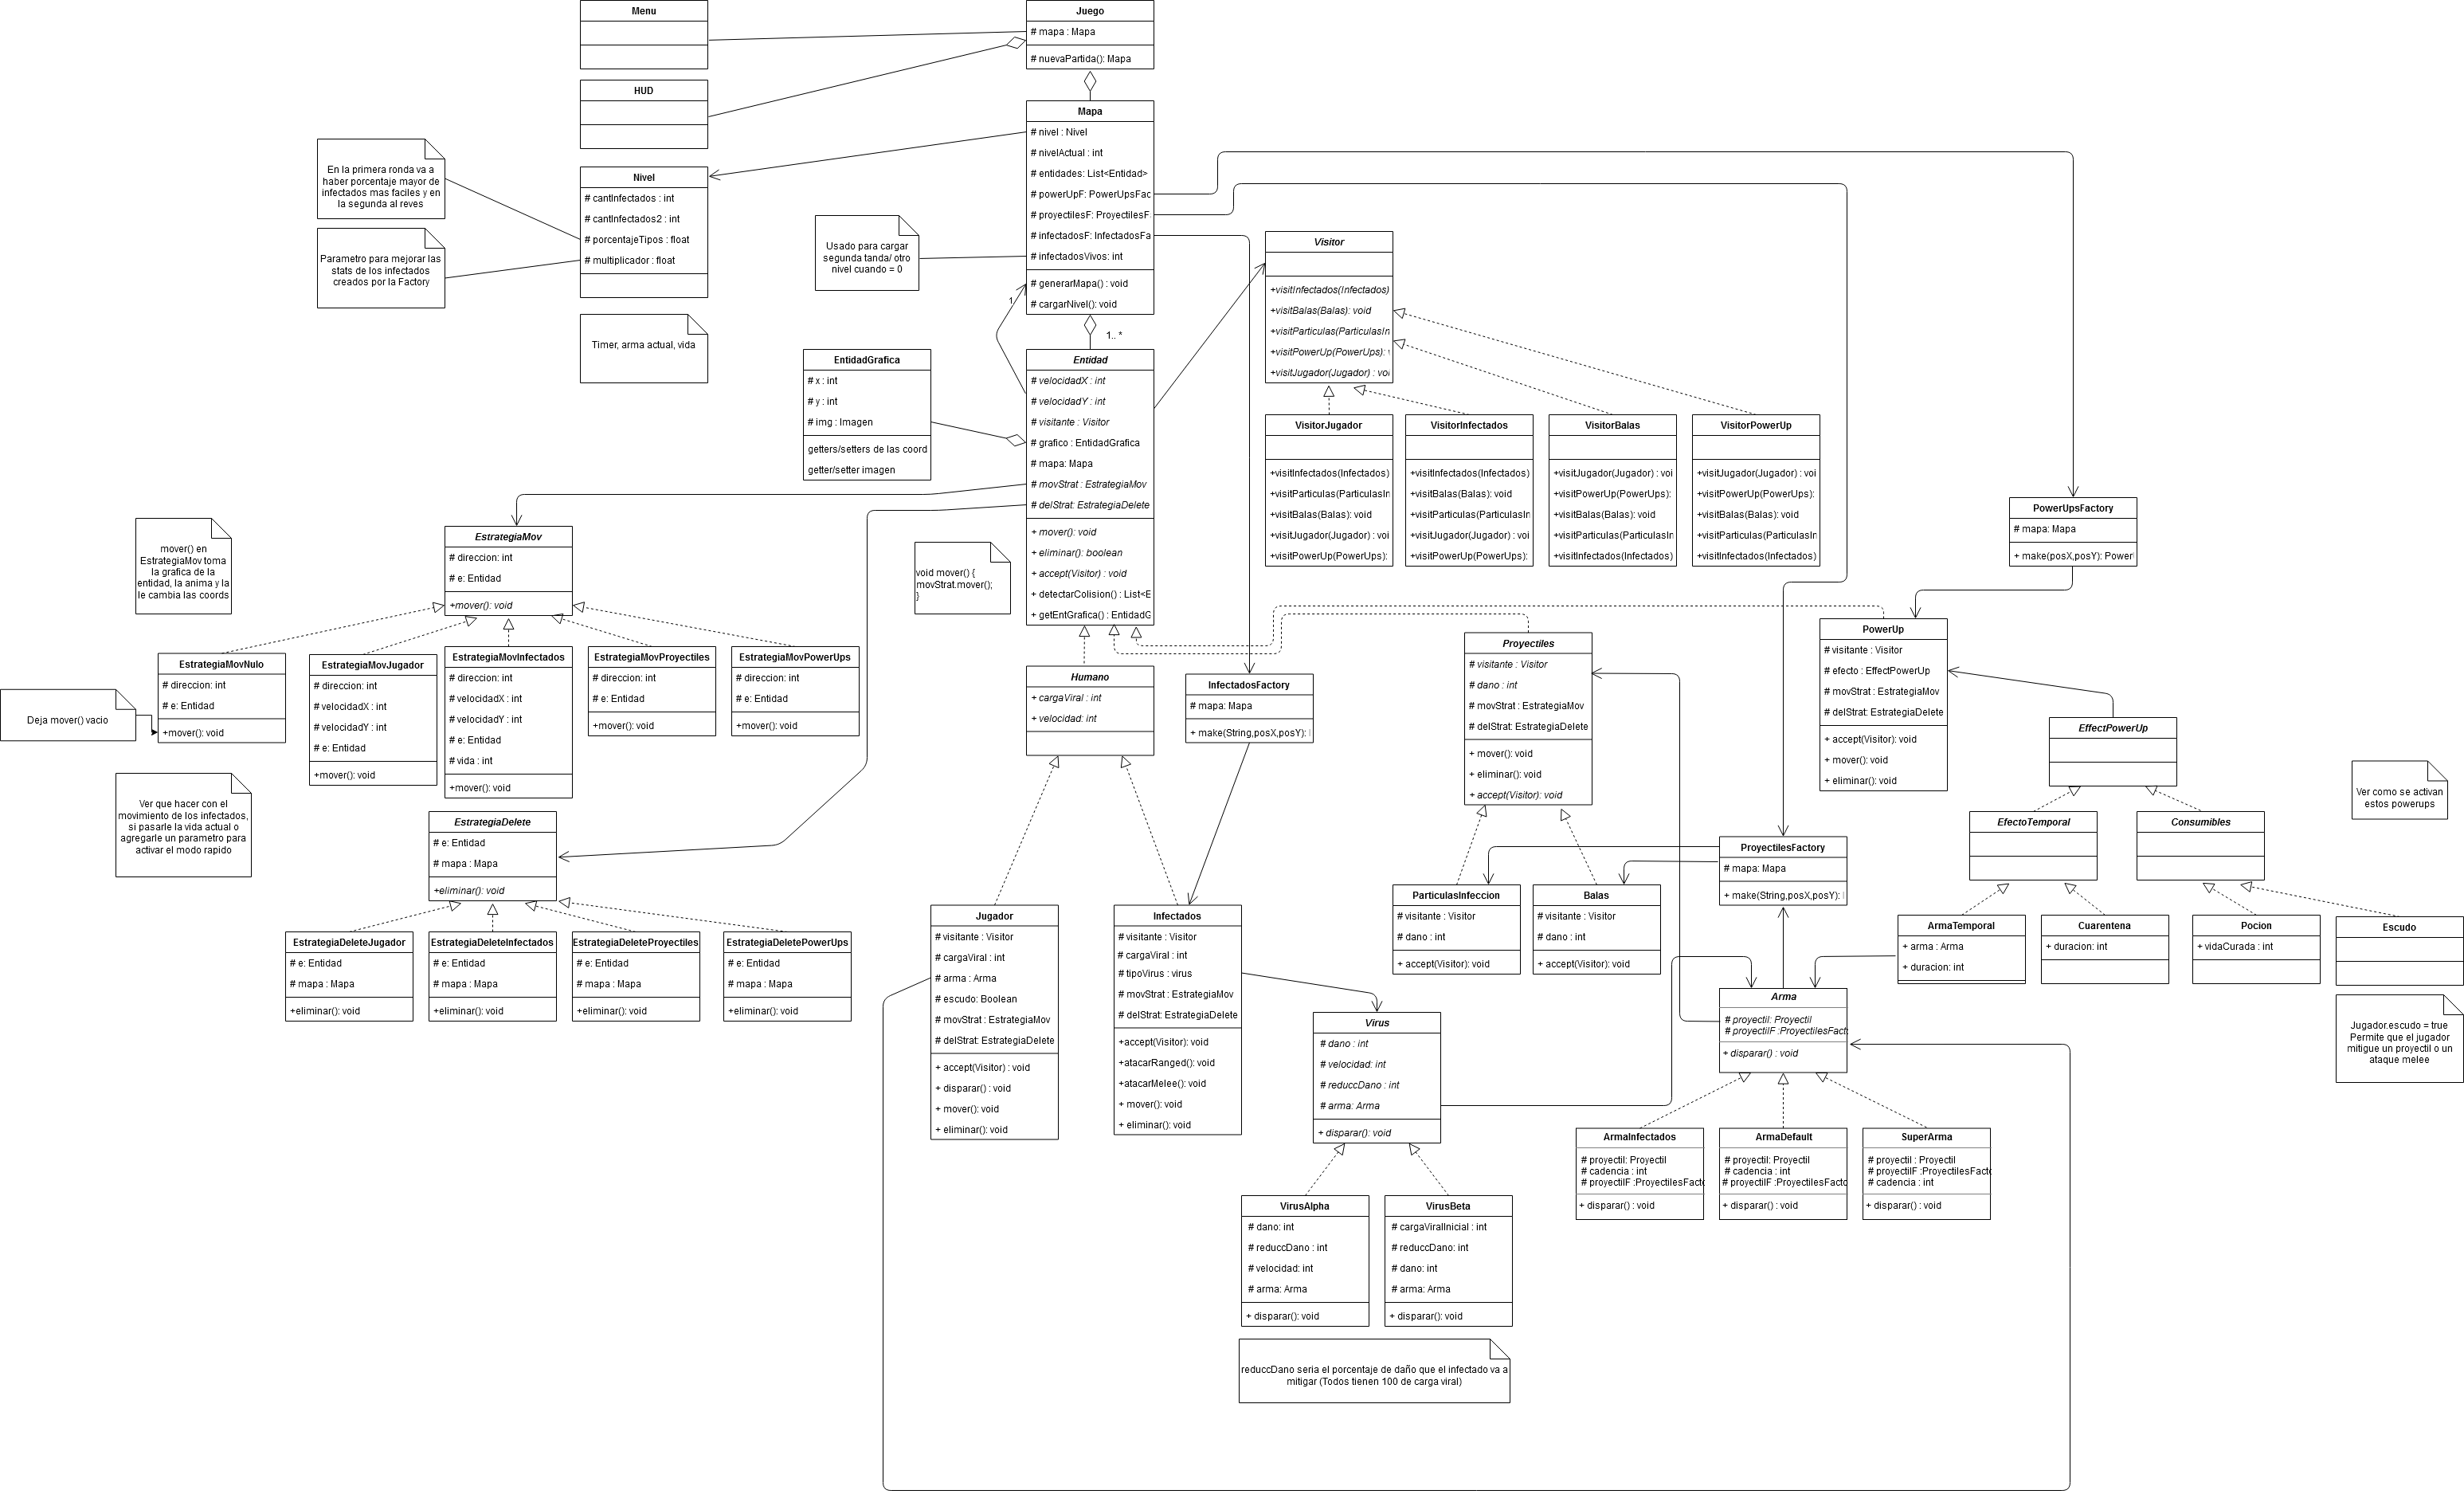 Menu
HUD
Juego
# mapa : Mapa
# nuevaPartida(): Mapa
Mapa
# nivel : Nivel
# nivelActual : int
# entidades: List<Entidad>
# powerUpF: PowerUpsFac
# proyectilesF: ProyectilesF
# infectadosF: InfectadosFa
# infectadosVivos: int
# generarMapa() : void
# cargarNivel(): void
En la primera ronda va a
haber porcentaje mayor de
infectados mas faciles y en
la segunda al reves
Parametro para mejorar las
stats de los infectados
creados por la Factory
Nivel
# cantInfectados : int
# cantInfectados2 : int
# porcentajeTipos : float
# multiplicador : float
Timer, arma actual, vida
Usado para cargar
segunda tanda/ otro
nivel cuando = 0
1
1.. *
EntidadGrafica
# x : int
# y : int
# img : Imagen
getters/setters de las coord
getter/setter imagen
Entidad
# velocidadX : int
# velocidadY : int
# visitante : Visitor
# grafico : EntidadGrafica
# mapa: Mapa
# movStrat : EstrategiaMov
# delStrat: EstrategiaDelete
+ mover(): void
+ eliminar(): boolean
+ accept(Visitor) : void
+ detectarColision() : List<E
+ getEntGrafica() : EntidadG
void mover() {
movStrat.mover();
}
Visitor
+visitInfectados(Infectados)
+visitBalas(Balas): void
+visitParticulas(ParticulasIn
+visitPowerUp(PowerUps):
+visitJugador(Jugador) : voi
VisitorJugador
+visitInfectados(Infectados)
+visitParticulas(ParticulasIn
+visitBalas(Balas): void
+visitJugador(Jugador) : voi
+visitPowerUp(PowerUps):
VisitorInfectados
+visitInfectados(Infectados)
+visitBalas(Balas): void
+visitParticulas(ParticulasIn
+visitJugador(Jugador) : voi
+visitPowerUp(PowerUps):
VisitorBalas
+visitJugador(Jugador) : voi
+visitPowerUp(PowerUps):
+visitBalas(Balas): void
+visitParticulas(ParticulasIn
+visitInfectados(Infectados)
VisitorPowerUp
+visitJugador(Jugador) : voi
+visitPowerUp(PowerUps):
+visitBalas(Balas): void
+visitParticulas(ParticulasIn
+visitInfectados(Infectados)
PowerUpsFactory
# mapa: Mapa
+ make(posX,posY): Power
mover() en
EstrategiaMov toma
la grafica de la
entidad, la anima y la
le cambia las coords
EstrategiaMov
# direccion: int
# e: Entidad
+mover(): void
Deja mover() vacio
EstrategiaMovNulo
# direccion: int
# e: Entidad
+mover(): void
EstrategiaMovJugador
# direccion: int
# velocidadX : int
# velocidadY : int
# e: Entidad
+mover(): void
EstrategiaMovInfectados
# direccion: int
# velocidadX : int
# velocidadY : int
# e: Entidad
# vida : int
+mover(): void
EstrategiaMovProyectiles
# direccion: int
# e: Entidad
+mover(): void
EstrategiaMovPowerUps
# direccion: int
# e: Entidad
+mover(): void
Ver que hacer con el
movimiento de los infectados,
si pasarle la vida actual o
agregarle un parametro para
activar el modo rapido
EstrategiaDelete
# e: Entidad
# mapa : Mapa
+eliminar(): void
EstrategiaDeleteJugador
# e: Entidad
# mapa : Mapa
+eliminar(): void
EstrategiaDeleteInfectados
# e: Entidad
# mapa : Mapa
+eliminar(): void
EstrategiaDeleteProyectiles
# e: Entidad
# mapa : Mapa
+eliminar(): void
EstrategiaDeletePowerUps
# e: Entidad
# mapa : Mapa
+eliminar(): void
Humano
+ cargaViral : int
+ velocidad: int
InfectadosFactory
# mapa: Mapa
+ make(String,posX,posY):
Proyectiles
# visitante : Visitor
# dano : int
# movStrat : EstrategiaMov
# delStrat: EstrategiaDelete
+ mover(): void
+ eliminar(): void
+ accept(Visitor): void
PowerUp
# visitante : Visitor
# efecto : EffectPowerUp
# movStrat : EstrategiaMov
# delStrat: EstrategiaDelete
+ accept(Visitor): void
+ mover(): void
+ eliminar(): void
EffectPowerUp
Ver como se activan
estos powerups
EfectoTemporal
Consumibles
ProyectilesFactory
# mapa: Mapa
+ make(String,posX,posY):
ParticulasInfeccion
# visitante : Visitor
# dano : int
+ accept(Visitor): void
Balas
# visitante : Visitor
# dano : int
+ accept(Visitor): void
ArmaTemporal
+ arma : Arma
+ duracion: int
Cuarentena
+ duracion: int
Pocion
+ vidaCurada : int
Escudo
Jugador.escudo = true
Permite que el jugador
mitigue un proyectil o un
ataque melee
Jugador
# visitante : Visitor
# cargaViral : int
# arma : Arma
# escudo: Boolean
# movStrat : EstrategiaMov
# delStrat: EstrategiaDelete
+ accept(Visitor) : void
+ disparar() : void
+ mover(): void
+ eliminar(): void
Infectados
# visitante : Visitor
# cargaViral : int
# tipoVirus : virus
# movStrat : EstrategiaMov
# delStrat: EstrategiaDelete
+accept(Visitor): void
+atacarRanged(): void
+atacarMelee(): void
+ mover(): void
+ eliminar(): void
Virus
# dano : int
# velocidad: int
# reduccDano : int
# arma: Arma
+ disparar(): void
Arma
# proyectil: Proyectil
# proyectilF :ProyectilesFact
+ disparar() : void
ArmaInfectados
# proyectil: Proyectil
# cadencia : int
# proyectilF :ProyectilesFacto
+ disparar() : void
ArmaDefault
# proyectil: Proyectil
# cadencia : int
# proyectilF :ProyectilesFacto
+ disparar() : void
SuperArma
# proyectil : Proyectil
# proyectilF :ProyectilesFacto
# cadencia : int
+ disparar() : void
VirusAlpha
# dano: int
# reduccDano : int
# velocidad: int
# arma: Arma
+ disparar(): void
VirusBeta
# cargaViralInicial : int
# reduccDano: int
# dano: int
# arma: Arma
+ disparar(): void
reduccDano seria el porcentaje de daño que el infectado va a
mitigar (Todos tienen 100 de carga viral)